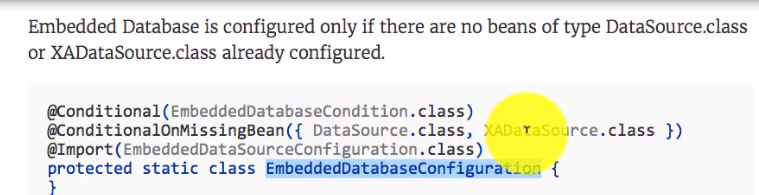 Embedded Database is configured only if there are no beans of type DataSource.class
or XADataSource.class already configured.
@Conditional(EmbeddedDatabaseCondition.class)
@ConditionalOnMissingBean({ DataSource.class, XADataSource.class })
@Import(EmbeddedDataSourceConfiguration.class)
protected static class EmbeddedDatabaseConfiguration {
}